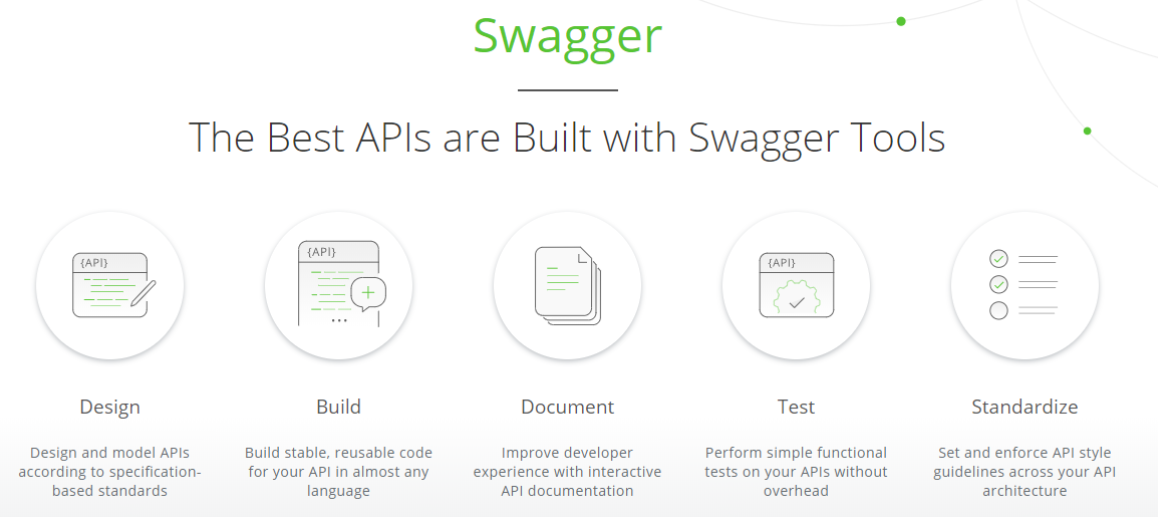 Swagger
The Best APIs are Built with Swagger Tools
{API}
{API}
{API}
Design
Build
Document
Test
Standardize
Design and model APIs
according to specification-
based standards
Build stable, reusable code
for your API in almost any
language
Improve developer
experience with interactive
API documentation
Perform simple functional
tests on your APIs without
overhead
Set and enforce API style
guidelines across your API
architecture